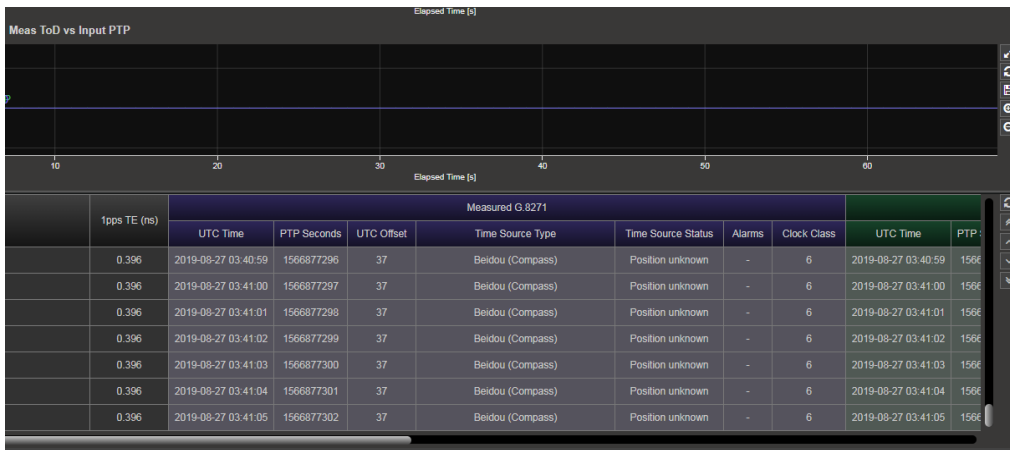 Elapsed Time [s]
Meas ToD vs Input PTP
10 20 30 40 50 60
Elapsed Time [s]
Measured G.8271
1pps TE (ns)
UTC Time PTP Seconds UTC Offset Time Source Type Time Source Status Alarms Clock Class UTC Time PTP
0.396 2019-08-27 03:40:59 1566877296 37 Beidou (Compass) Position unknown - 6 2019-08-27 03:40:59 1566
0.396 2019-08-27 03:41:00 1566877297 37 Beidou (Compass) Position unknown - 6 2019-08-27 03:41:00 1566
0.396 2019-08-27 03:41:01 1566877298 37 Beidou (Compass) Position unknown - 6 2019-08-27 03:41:01 1566
0.396 2019-08-27 03:41:02 1566877299 37 Beidou (Compass) Position unknown - 6 2019-08-27 03:41:02 1566
0.396 2019-08-27 03:41:03 1566877300 37 Beidou (Compass) Position unknown - 6 2019-08-27 03:41:03 1566
0.396 2019-08-27 03:41:04 1566877301 37 Beidou (Compass) Position unknown - 6 2019-08-27 03:41:04 1566
0.396 2019-08-27 03:41:05 1566877302 37 Beidou (Compass) Position unknown - 6 2019-08-27 03:41:05 1566